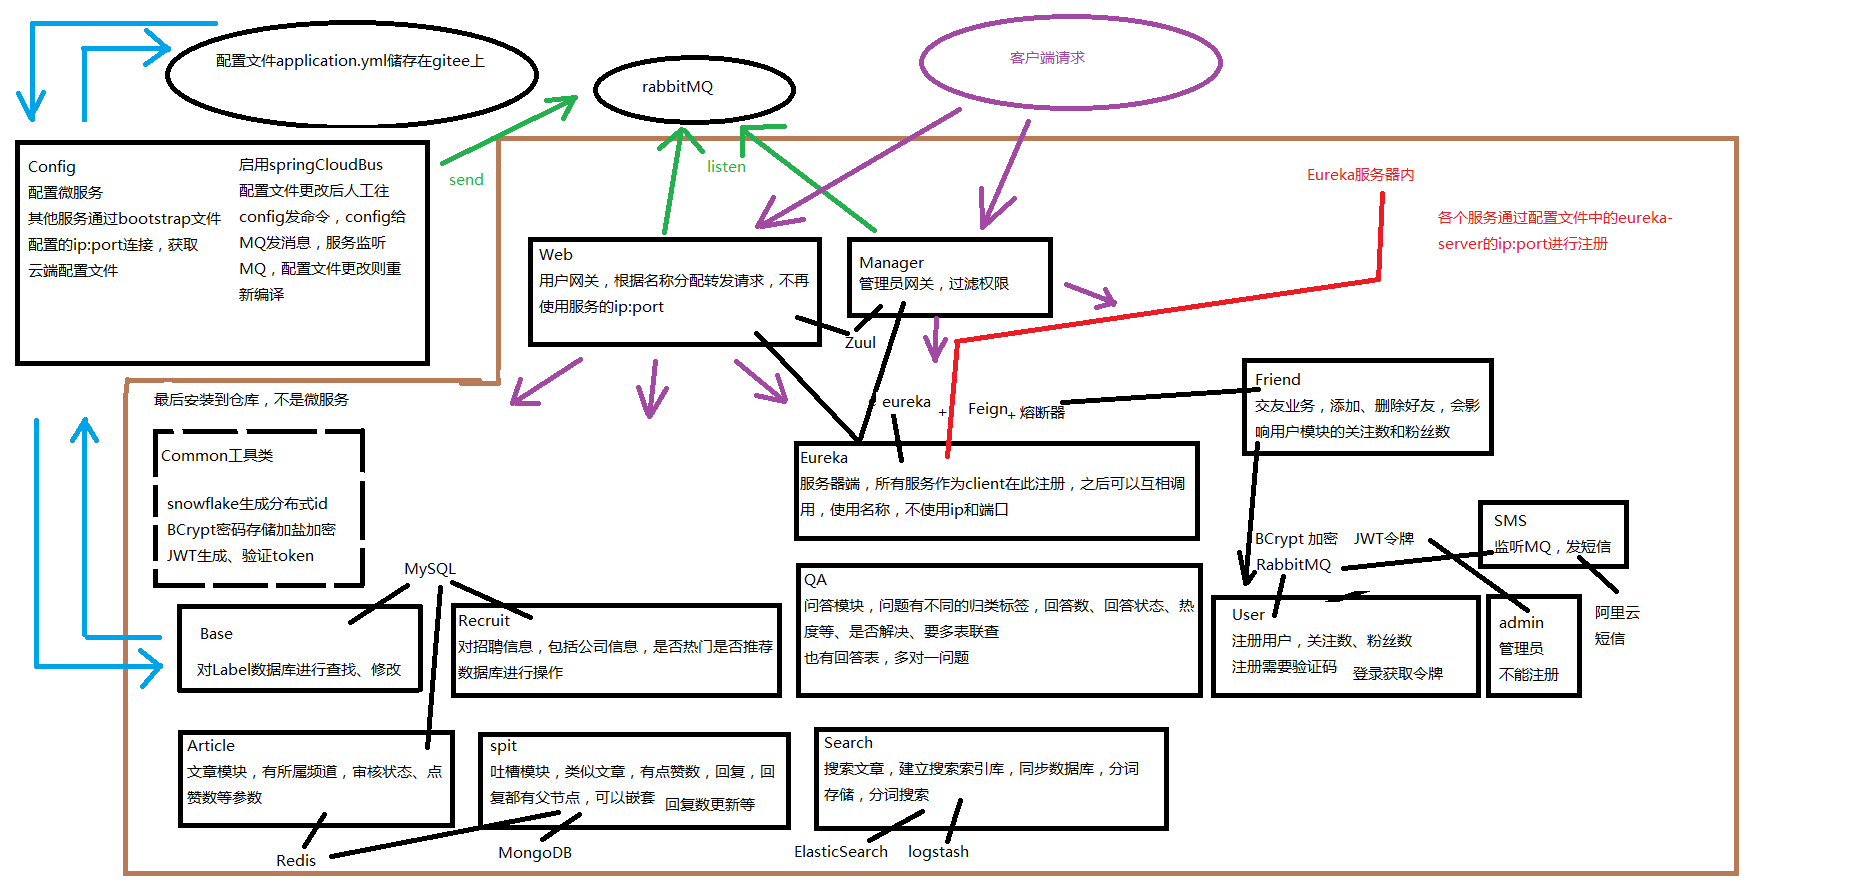 配置文件application.yml储存在gitee上
rabbitMQ
客户端请求
Config
配置微服务
其他服务通过bootstrap文件
配置的ip:port连接，获取
云端配置文件
启用springCloudBus
配置文件更改后人工往
config发命令，config给
MQ发消息，服务监听
MQ，配置文件更改则重
新编译
send
listen
Eureka服务器内
各个服务通过配置文件中的eureka-
server的ip:port进行注册
Web
用户网关，根据名称分配转发请求，不再
使用服务的ip:port
Manager
管理员网关，过滤权限
Zuul
最后安装到仓库，不是微服务
Common工具类
snowflake生成分布式id
BCrypt密码存储加盐加密
JWT生成、验证token
eureka
+
Feign+ 熔断器
Friend
交友业务，添加、删除好友，会影
响用户模块的关注数和粉丝数
Eureka
服务器端，所有服务作为client在此注册，之后可以互相调
用，使用名称，不使用ip和端口
SMS
监听MQ，发短信
BCrypt 加密
JWT令牌
RabbitMQ
阿里云
短信
MySQL
Base
对Label数据库进行查找、修改
Recruit
对招聘信息，包括公司信息，是否热门是否推荐
数据库进行操作
QA
问答模块，问题有不同的归类标签，回答数、回答状态、热
度等、是否解决、要多表联查
也有回答表，多对一问题
User
注册用户，关注数、粉丝数
注册需要验证码
登录获取令牌
admin
管理员
不能注册
Article
文章模块，有所属频道，审核状态、点
赞数等参数
spit
吐槽模块，类似文章，有点赞数，回复，回
复都有父节点，可以嵌套
回复数更新等
Search
搜索文章，建立搜索索引库，同步数据库，分词
存储，分词搜索
Redis
MongoDB
ElasticSearch
logstash